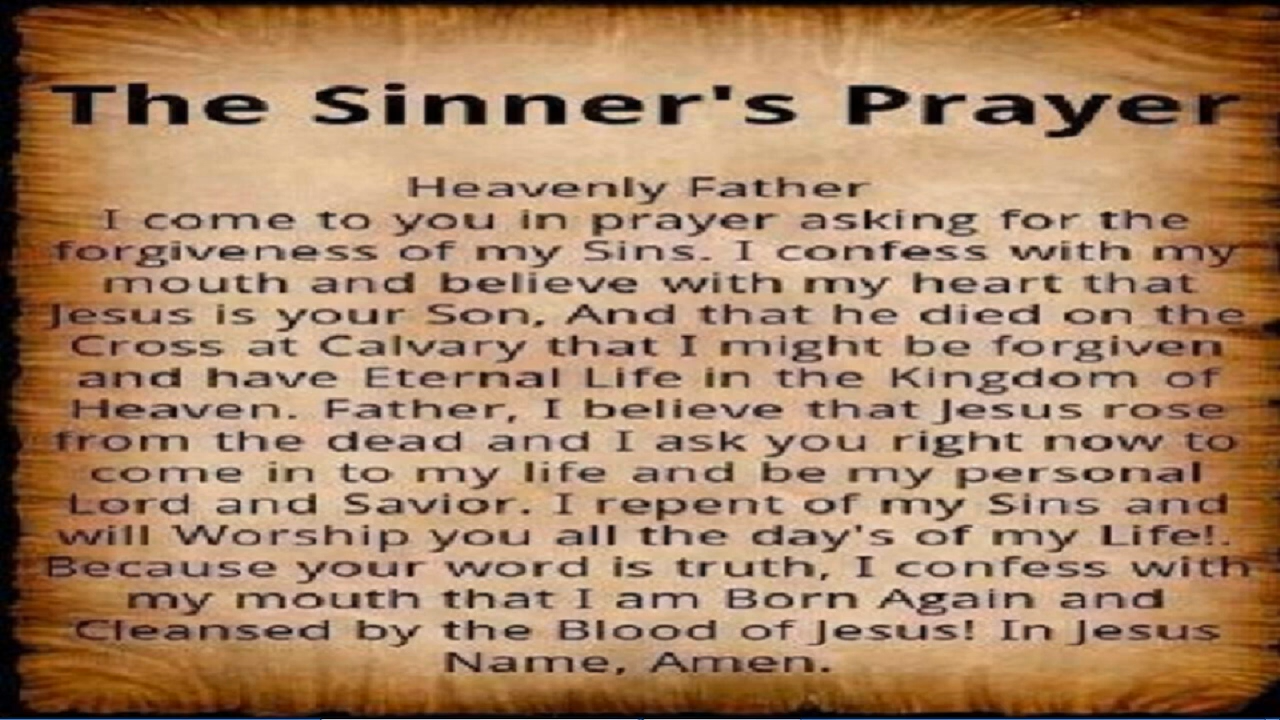 The Sinner's Prayer
Heavenly Father
I come to you in prayer asking for the
forgiveness of my Sins. I confess with my
mouth and believe with my heart that
Jesus is your Son, And that he died on the
Cross at Calvary that I might be forgiven
and have Eternal Life in the Kingdom of
Heaven. Father, I believe that Jesus rose
from the dead and I ask you right now to
come in to my life and be my personal
Lord and Savior. I repent of my Sins and
will Worship you all the day's of my Life!.
Because your word is truth, I confess with
my mouth that I am Born Again and
Cleansed by the Blood of Jesus! In Jesus
Name, Amen.